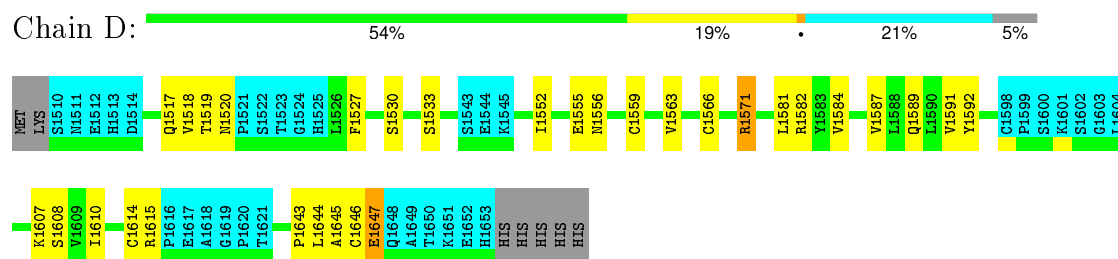 Chain D:
54% 19% • 21% 5%
MET LYS S1510 N1511 E1512 H1513 D1514 Q1517 V1518 T1519 N1520 P1521 S1522 T1523 G1524 H1525 L1526 F1527 S1530 S1533 S1543 E1544 K1545 I1552 E1555 N1556 C1559 V1563 C1566 R1571 L1581 R1582 Y1583 V1584 V1587 L1588 Q1589 L1590 V1591 Y1592 C1598 P1599 S1600 K1601 S1602 G1603 L1604
K1607 S1608 V1609 I1610 C1614 R1615 P1616 E1617 A1618 G1619 P1620 T1621 P1643 L1644 A1645 C1646 E1647 Q1648 A1649 T1650 K1651 E1652 H1653 HIS HIS HIS HIS HIS